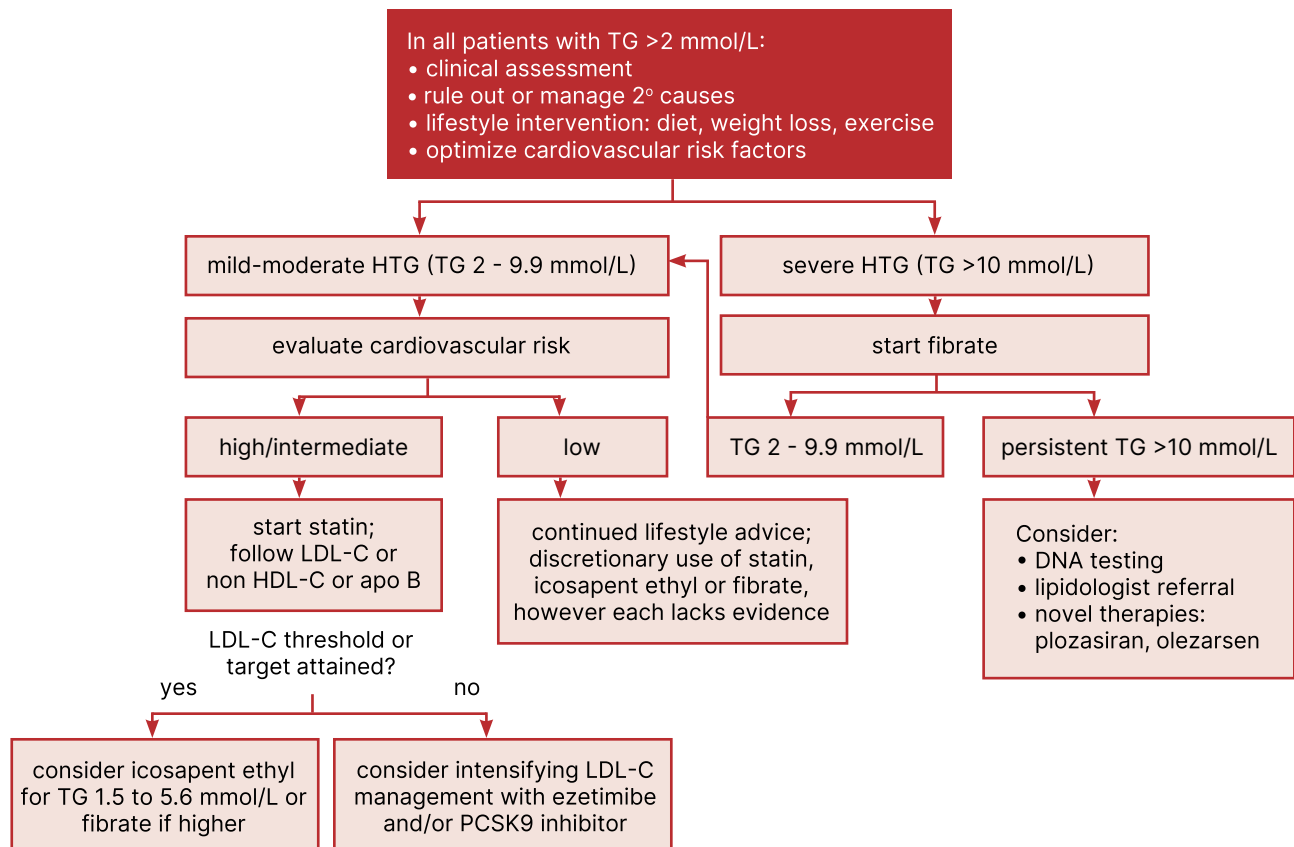 In all patients with TG >2 mmol/L:
• clinical assessment
• rule out or manage 2º causes
• lifestyle intervention: diet, weight loss, exercise
• optimize cardiovascular risk factors
mild-moderate HTG (TG 2 - 9.9 mmol/L)
severe HTG (TG >10 mmol/L)
evaluate cardiovascular risk
start fibrate
high/intermediate
low
TG 2 - 9.9 mmol/L
persistent TG >10 mmol/L
start statin;
follow LDL-C or
non HDL-C or apo B
continued lifestyle advice;
discretionary use of statin,
icosapent ethyl or fibrate,
however each lacks evidence
Consider:
• DNA testing
• lipidologist referral
• novel therapies:
plozasiran, olezarsen
LDL-C threshold or
target attained?
yes
no
consider icosapent ethyl
for TG 1.5 to 5.6 mmol/L or
fibrate if higher
consider intensifying LDL-C
management with ezetimibe
and/or PCSK9 inhibitor